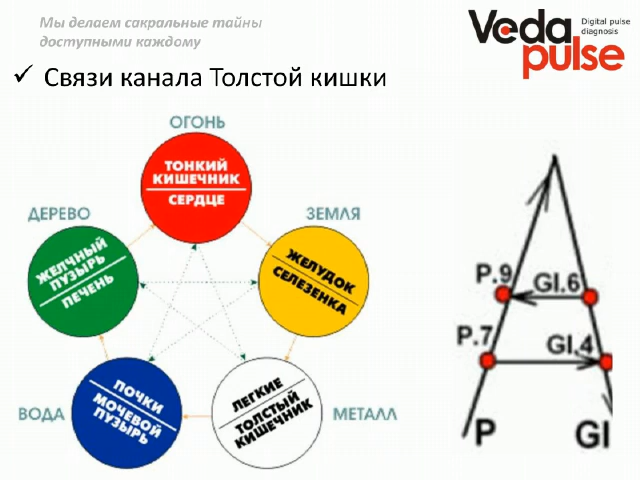 Мы делаем сакральные тайны
доступными каждому
Veda
pulse
Digital pulse
diagnosis
✓ Связи канала Толстой кишки
ОГОНЬ
ТОНКИЙ
КИШЕЧНИК
СЕРДЦЕ
ДЕРЕВО
ЖЕЛЧНЫЙ
ПУЗЫРЬ
ПЕЧЕНЬ
ЗЕМЛЯ
ЖЕЛУДОК
СЕЛЕЗЕНКА
ВОДА
ПОЧКИ
МОЧЕВОЙ
ПУЗЫРЬ
ЛЕГКИЕ
ТОЛСТЫЙ
КИШЕЧНИК
МЕТАЛЛ
P.9
GI.6
P.7
GI.4
P
GI